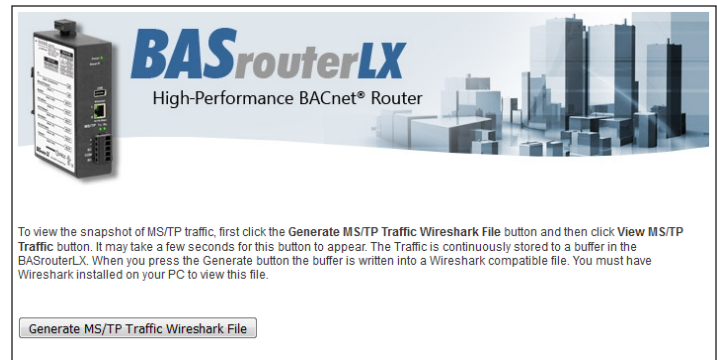 BASrouterLX
High-Performance BACnet® Router
To view the snapshot of MS/TP traffic, first click the Generate MS/TP Traffic Wireshark File button and then click View MS/TP
Traffic button. It may take a few seconds for this button to appear. The Traffic is continuously stored to a buffer in the
BASrouterLX. When you press the Generate button the buffer is written into a Wireshark compatible file. You must have
Wireshark installed on your PC to view this file.
Generate MS/TP Traffic Wireshark File